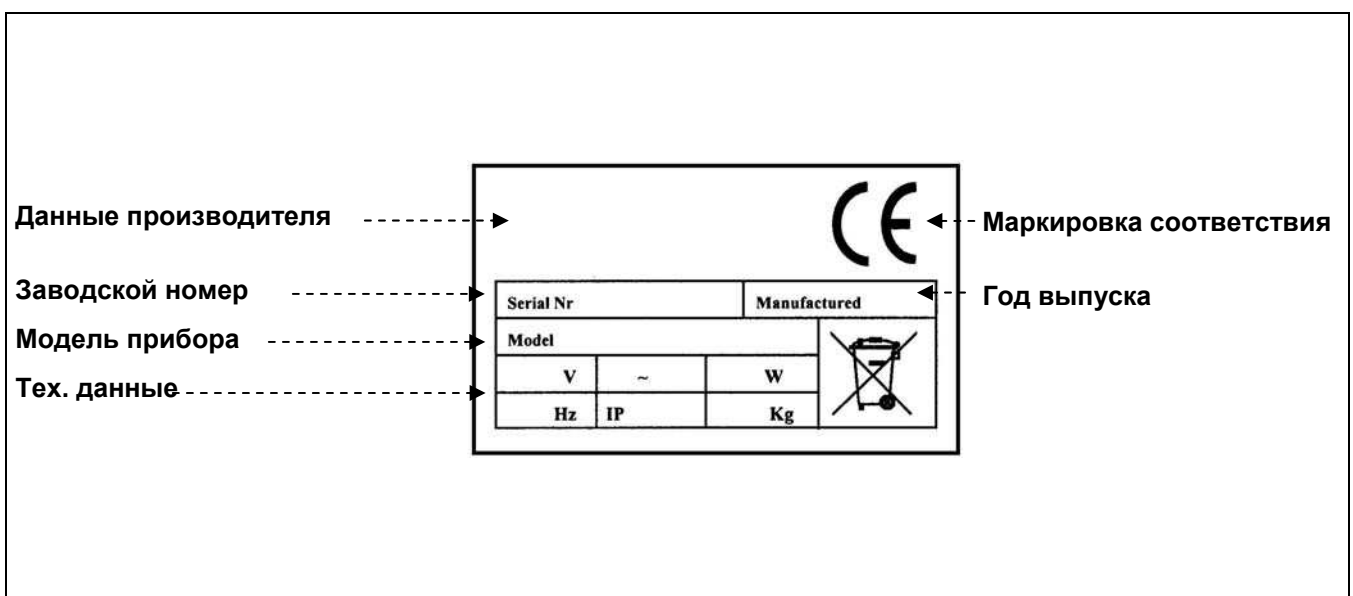 CE
Данные производителя
Маркировка соответствия
Заводской номер
Serial Nr
Manufactured
Год выпуска
Модель прибора
Model
Тех. данные
V ~ W
Hz IP Kg